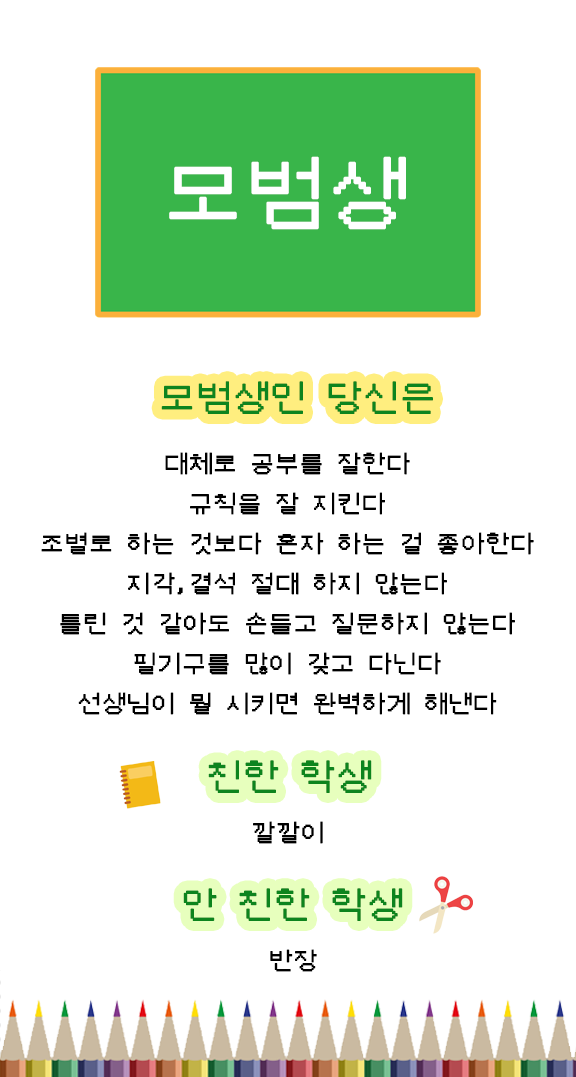 모범생
모범생인 당신은
대체로 공부를 잘한다
규칙을 잘 지킨다
조별로 하는 것보다 혼자 하는 걸 좋아한다
지각,결석 절대 하지 않는다
틀린 것 같아도 손들고 질문하지 않는다
필기구를 많이 갖고 다닌다
선생님이 뭘 시키면 완벽하게 해낸다
친한 학생
깔깔이
안 친한 학생
반장